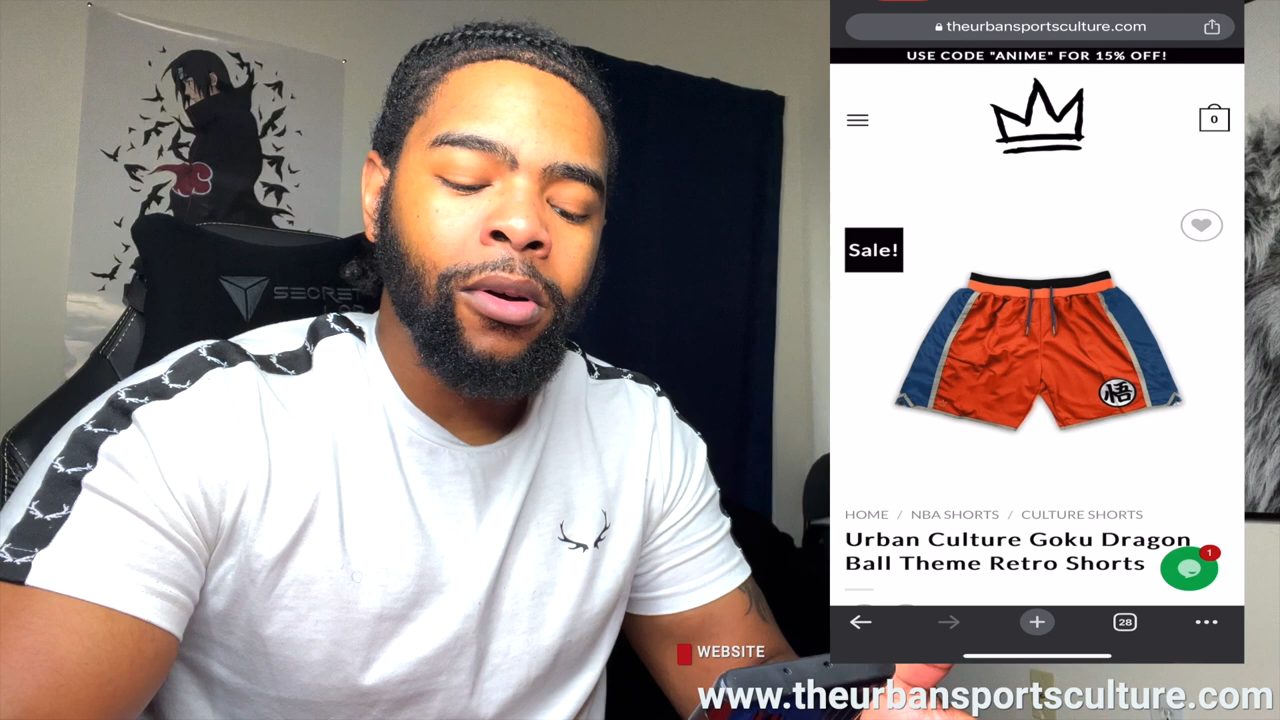 theurbansportsculture.com
USE CODE "ANIME" FOR 15% OFF!
0
Sale!
SECRET
悟
HOME / NBA SHORTS / CULTURE SHORTS
Urban Culture Goku Dragon
Ball Theme Retro Shorts
1
28
WEBSITE
www.theurbansportsculture.com